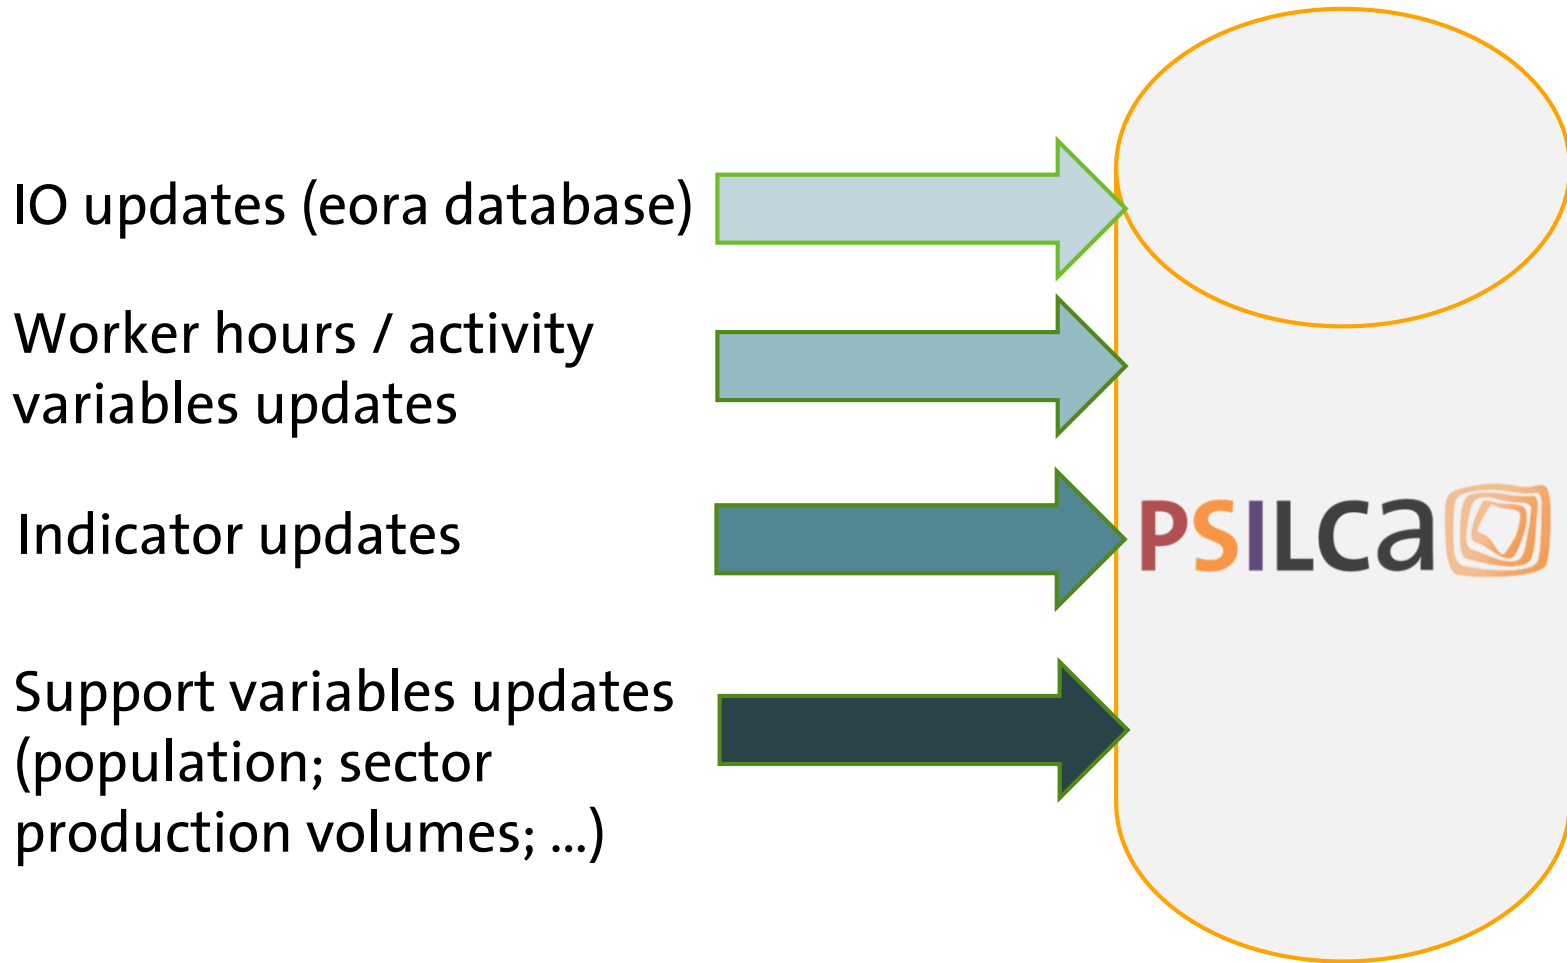 IO updates (eora database)
Worker hours / activity
variables updates
Indicator updates
PSILCa
Support variables updates
(population; sector
production volumes; ...)